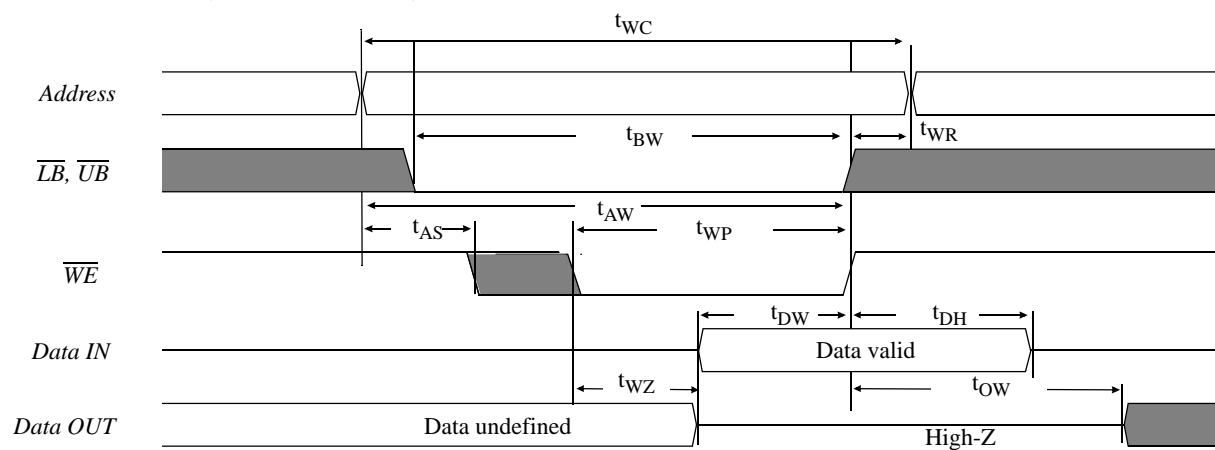 tWC
Address
tBW
tWR
LB, UB
tAW
tAS
tWP
WE
tDW
tDH
Data IN
Data valid
tWZ
tOW
Data OUT
Data undefined
High-Z